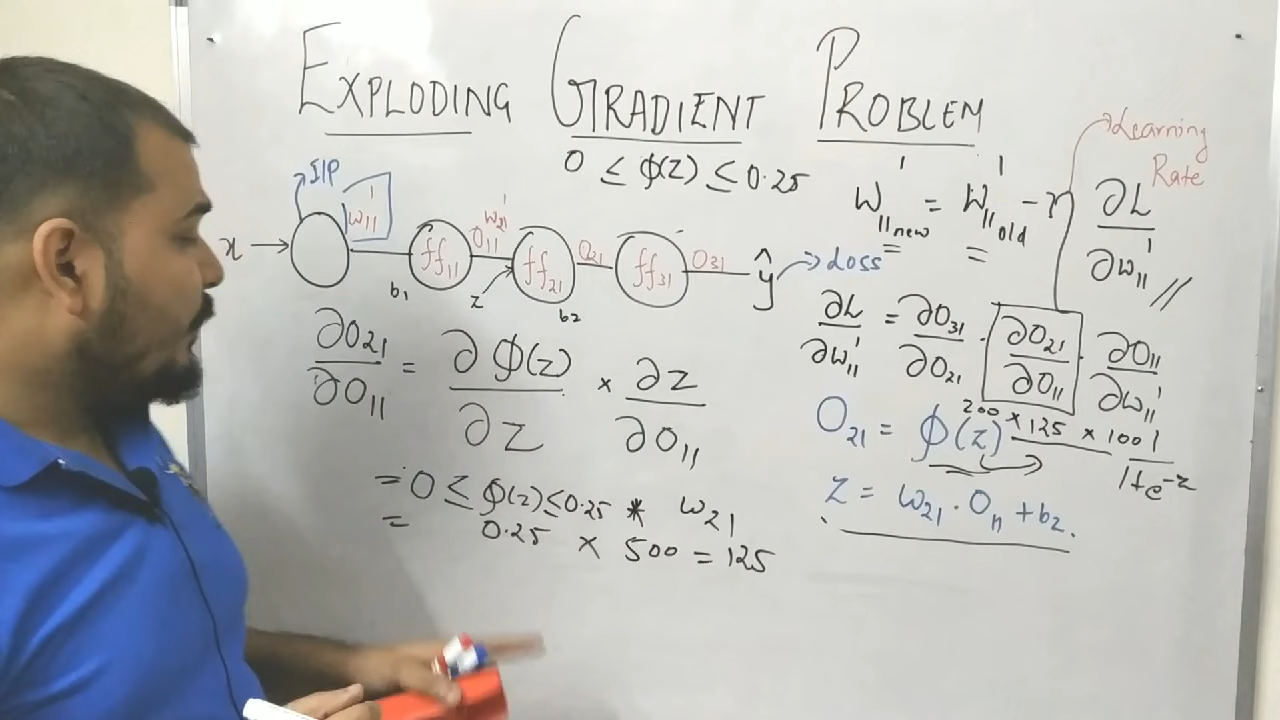 EXPLODING GRADIENT PROBLEM
0 ≤ ϕ(z) ≤ 0.25
→ Learning Rate
W₁₁new' = W₁₁old' - η ∂L/∂w₁₁' //
I/P
x → w₁₁' ff₁₁ O₁₁ w₂₁' ff₂₁ O₂₁ ff₃₁ O₃₁ ŷ → Loss
b₁ z b₂
∂L/∂w₁₁' = ∂O₃₁/∂O₂₁ · ∂O₂₁/∂O₁₁ · ∂O₁₁/∂w₁₁'
∂O₂₁/∂O₁₁ = ∂ϕ(z)/∂z × ∂z/∂O₁₁
200 × 125 × 100
O₂₁ = ϕ(z) 1/1+e⁻ᶻ
z = w₂₁ . O₁₁ + b₂.
= 0 ≤ ϕ(z) ≤ 0.25 * w₂₁
= 0.25 × 500 = 125